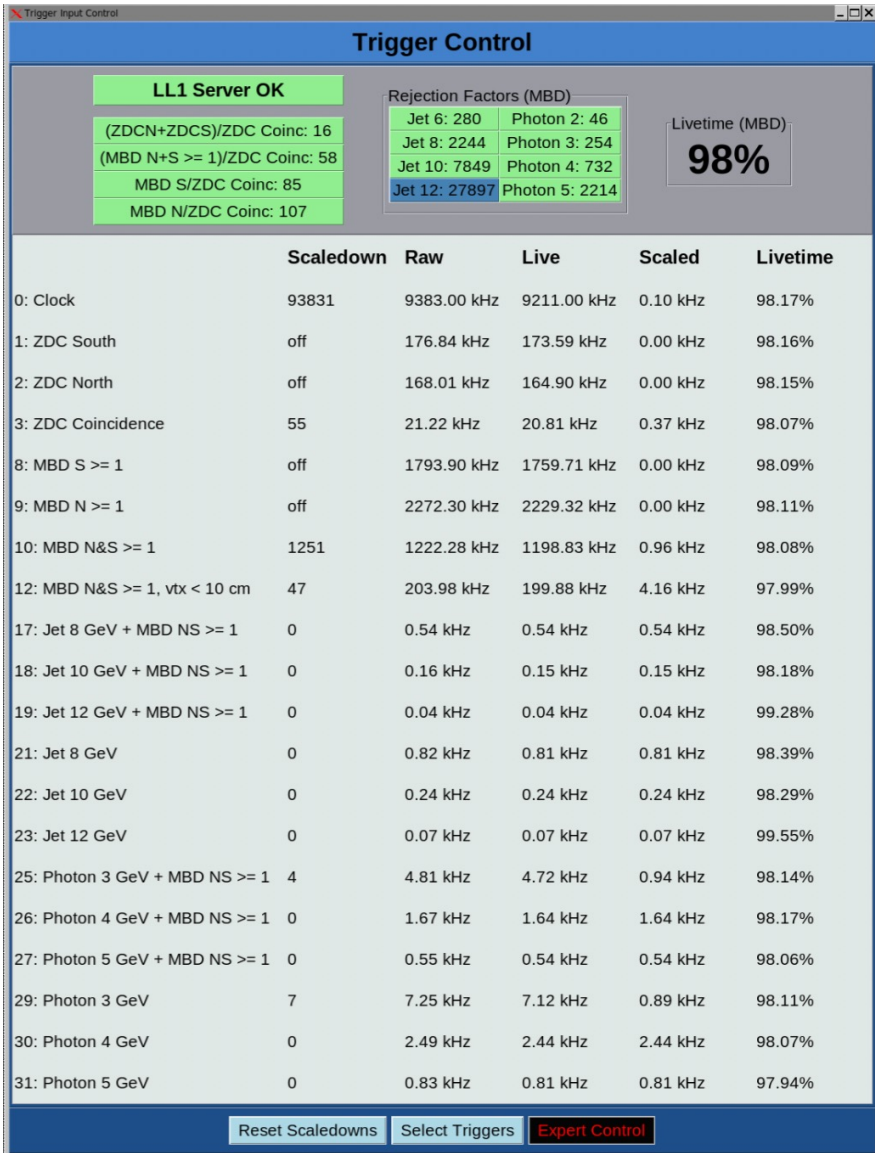 Trigger Input Control
Trigger Control
LL1 Server OK
(ZDCN+ZDCS)/ZDC Coinc: 16
(MBD N+S >= 1)/ZDC Coinc: 58
MBD S/ZDC Coinc: 85
MBD N/ZDC Coinc: 107
Rejection Factors (MBD)
Jet 6: 280 Photon 2: 46
Jet 8: 2244 Photon 3: 254
Jet 10: 7849 Photon 4: 732
Jet 12: 27897 Photon 5: 2214
Livetime (MBD)
98%
Scaledown Raw Live Scaled Livetime
0: Clock 93831 9383.00 kHz 9211.00 kHz 0.10 kHz 98.17%
1: ZDC South off 176.84 kHz 173.59 kHz 0.00 kHz 98.16%
2: ZDC North off 168.01 kHz 164.90 kHz 0.00 kHz 98.15%
3: ZDC Coincidence 55 21.22 kHz 20.81 kHz 0.37 kHz 98.07%
8: MBD S >= 1 off 1793.90 kHz 1759.71 kHz 0.00 kHz 98.09%
9: MBD N >= 1 off 2272.30 kHz 2229.32 kHz 0.00 kHz 98.11%
10: MBD N&S >= 1 1251 1222.28 kHz 1198.83 kHz 0.96 kHz 98.08%
12: MBD N&S >= 1, vtx < 10 cm 47 203.98 kHz 199.88 kHz 4.16 kHz 97.99%
17: Jet 8 GeV + MBD NS >= 1 0 0.54 kHz 0.54 kHz 0.54 kHz 98.50%
18: Jet 10 GeV + MBD NS >= 1 0 0.16 kHz 0.15 kHz 0.15 kHz 98.18%
19: Jet 12 GeV + MBD NS >= 1 0 0.04 kHz 0.04 kHz 0.04 kHz 99.28%
21: Jet 8 GeV 0 0.82 kHz 0.81 kHz 0.81 kHz 98.39%
22: Jet 10 GeV 0 0.24 kHz 0.24 kHz 0.24 kHz 98.29%
23: Jet 12 GeV 0 0.07 kHz 0.07 kHz 0.07 kHz 99.55%
25: Photon 3 GeV + MBD NS >= 1 4 4.81 kHz 4.72 kHz 0.94 kHz 98.14%
26: Photon 4 GeV + MBD NS >= 1 0 1.67 kHz 1.64 kHz 1.64 kHz 98.17%
27: Photon 5 GeV + MBD NS >= 1 0 0.55 kHz 0.54 kHz 0.54 kHz 98.06%
29: Photon 3 GeV 7 7.25 kHz 7.12 kHz 0.89 kHz 98.11%
30: Photon 4 GeV 0 2.49 kHz 2.44 kHz 2.44 kHz 98.07%
31: Photon 5 GeV 0 0.83 kHz 0.81 kHz 0.81 kHz 97.94%
Reset Scaledowns Select Triggers Expert Control